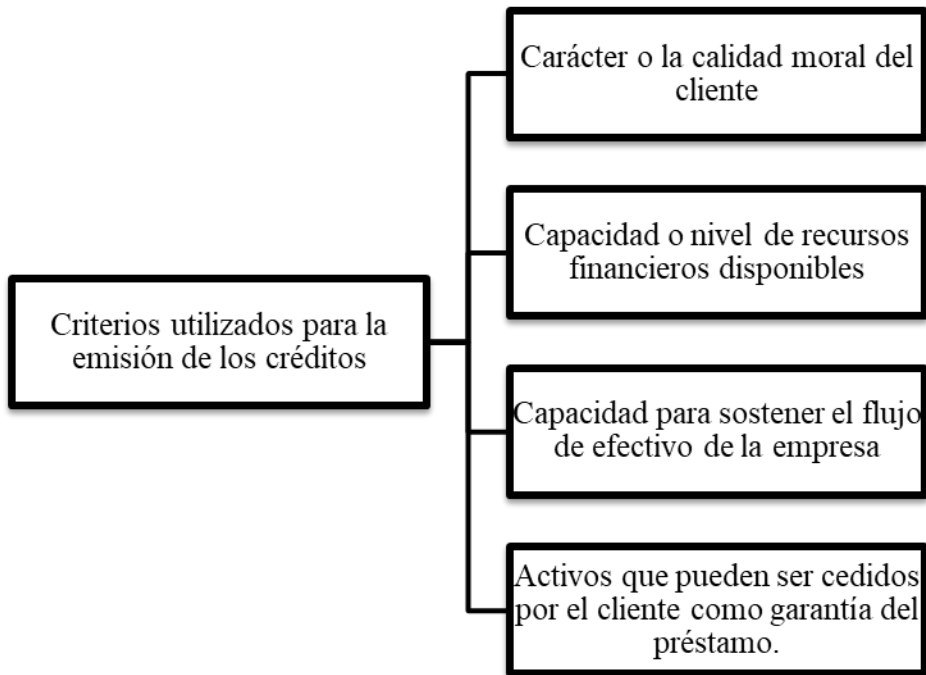 Criterios utilizados para la
emisión de los créditos
Carácter o la calidad moral del
cliente
Capacidad o nivel de recursos
financieros disponibles
Capacidad para sostener el flujo
de efectivo de la empresa
Activos que pueden ser cedidos
por el cliente como garantía del
préstamo.